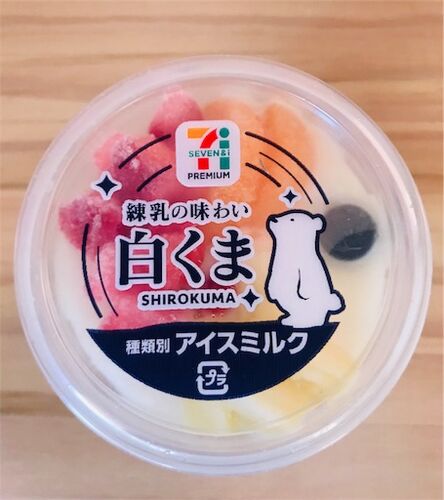 7i
SEVEN&i
PREMIUM
練乳の味わい
白くま
SHIROKUMA
種類別 アイスミルク
プラ